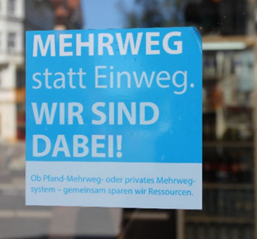 MEHRWEG
statt Einweg.
WIR SIND
DABEI!
Ob Pfand-Mehrweg- oder privates Mehrweg-
system – gemeinsam sparen wir Ressourcen.